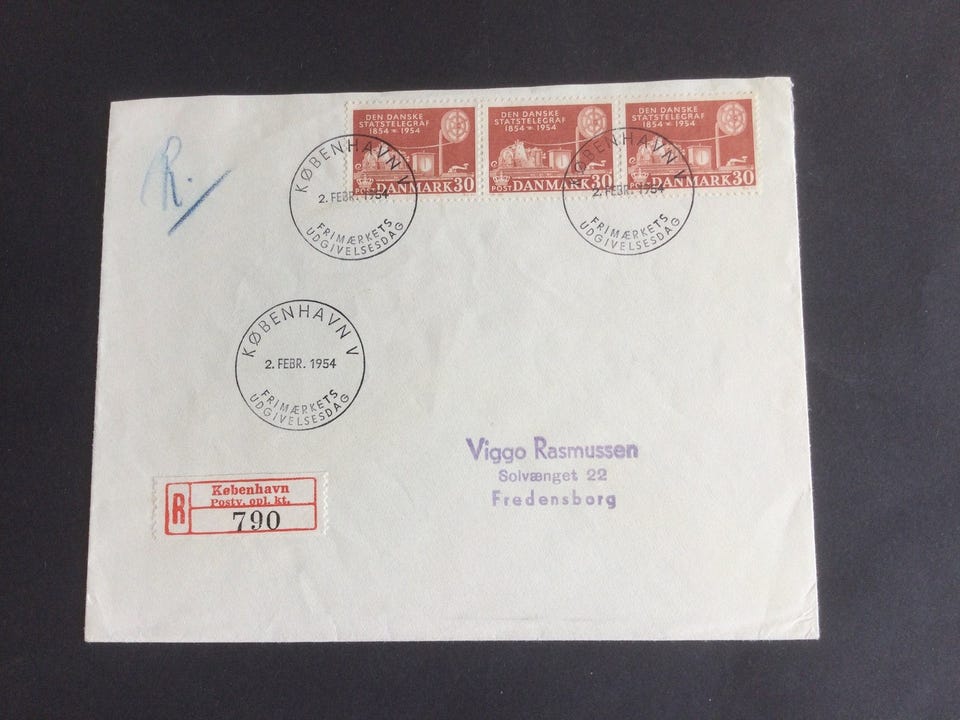 R.
DEN DANSKE
STATSTELEGRAF
1854 * 1954
POST DANMARK 30
DEN DANSKE
STATSTELEGRAF
1854 * 1954
POST DANMARK 30
DEN DANSKE
STATSTELEGRAF
1854 * 1954
POST DANMARK 30
KØBENHAVN V
2. FEBR. 1954
FRIMÆRKETS
UDGIVELSESDAG
KØBENHAVN V
2. FEBR. 1954
FRIMÆRKETS
UDGIVELSESDAG
KØBENHAVN V
2. FEBR. 1954
FRIMÆRKETS
UDGIVELSESDAG
Viggo Rasmussen
Solvænget 22
Fredensborg
R
København
Postv. opl. kt.
790